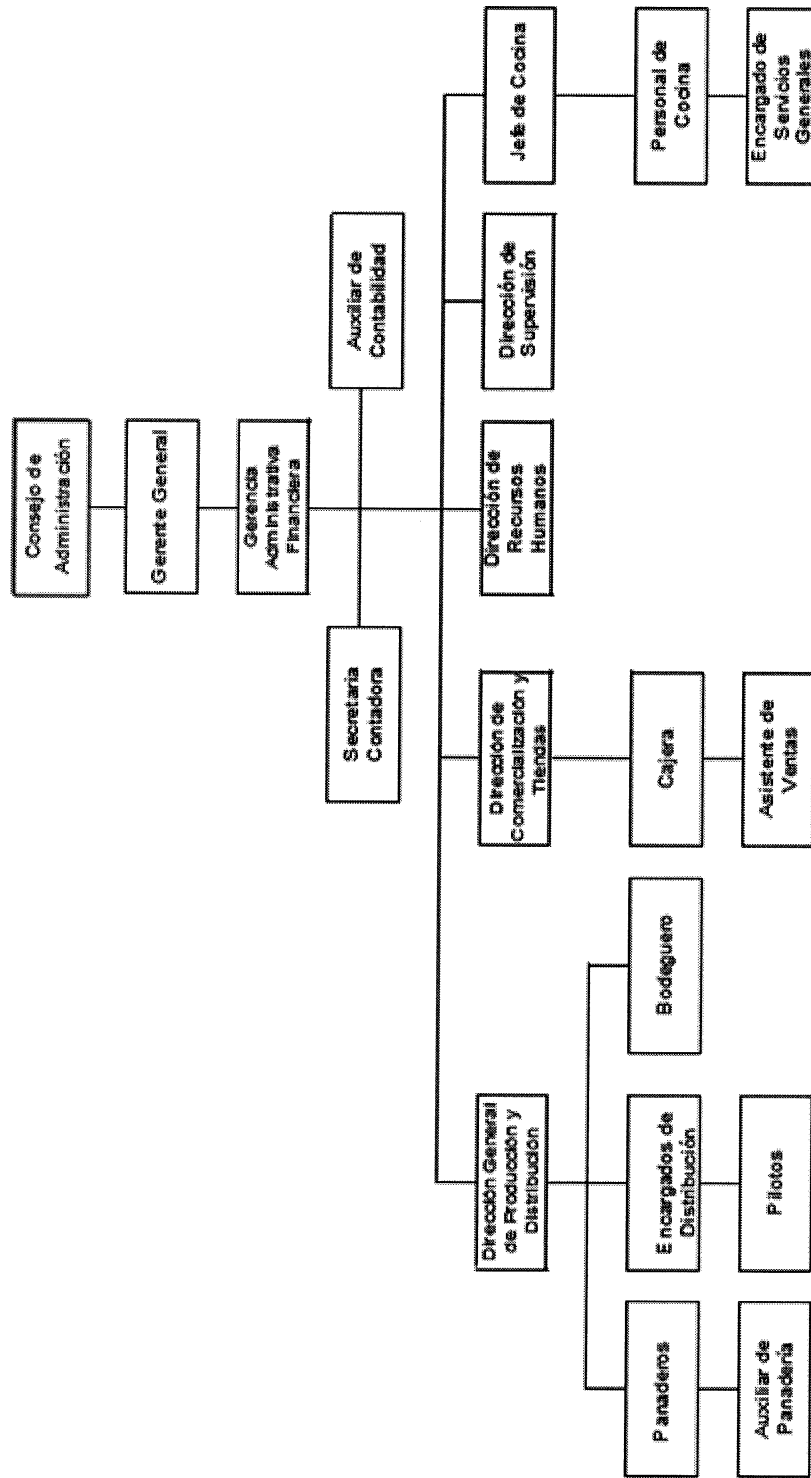 Consejo de
Administración
Gerente General
Gerencia
Administrativa
Financiera
Secretaria
Contadora
Auxiliar de
Contabilidad
Dirección General
de Producción y
Distribución
Dirección de
Comercialización y
Tiendas
Dirección de
Recursos
Humanos
Dirección de
Supervisión
Jefe de Cocina
Panaderos
Encargados de
Distribución
Bodeguero
Cajera
Personal de
Cocina
Auxiliar de
Panadería
Pilotos
Asistente de
Ventas
Encargado de
Servicios
Generales